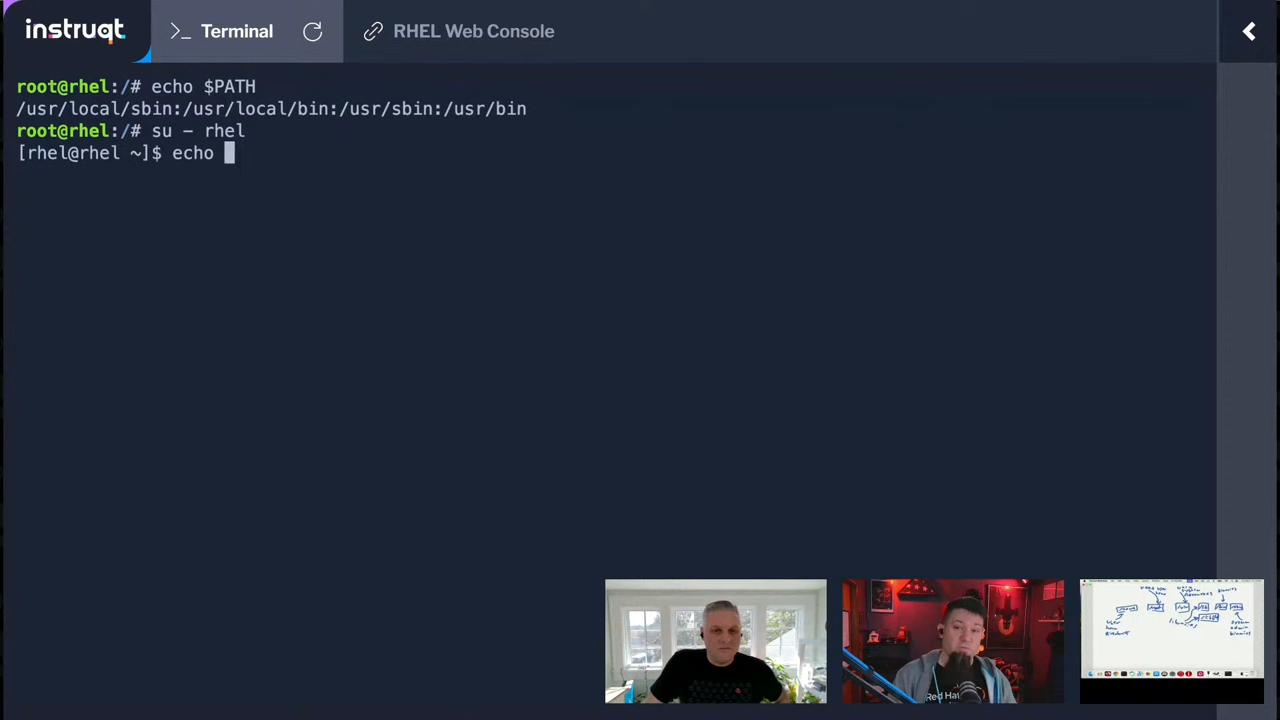 instruqt
>_ Terminal
RHEL Web Console
root@rhel:/# echo $PATH
/usr/local/sbin:/usr/local/bin:/usr/sbin:/usr/bin
root@rhel:/# su - rhel
[rhel@rhel ~]$ echo
Red Hat